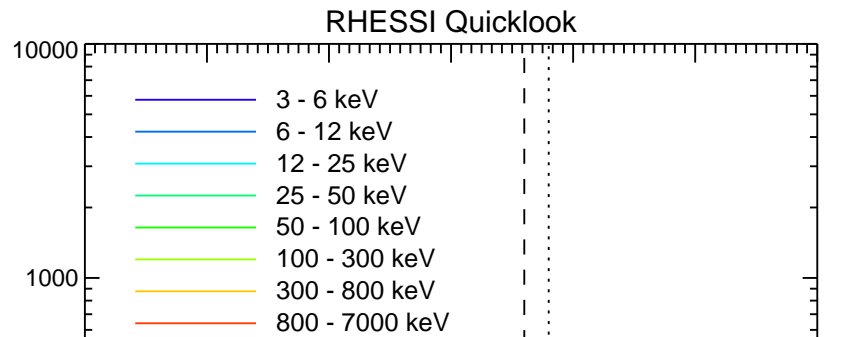 RHESSI Quicklook
10000
3 - 6 keV
6 - 12 keV
12 - 25 keV
25 - 50 keV
50 - 100 keV
100 - 300 keV
1000
300 - 800 keV
800 - 7000 keV